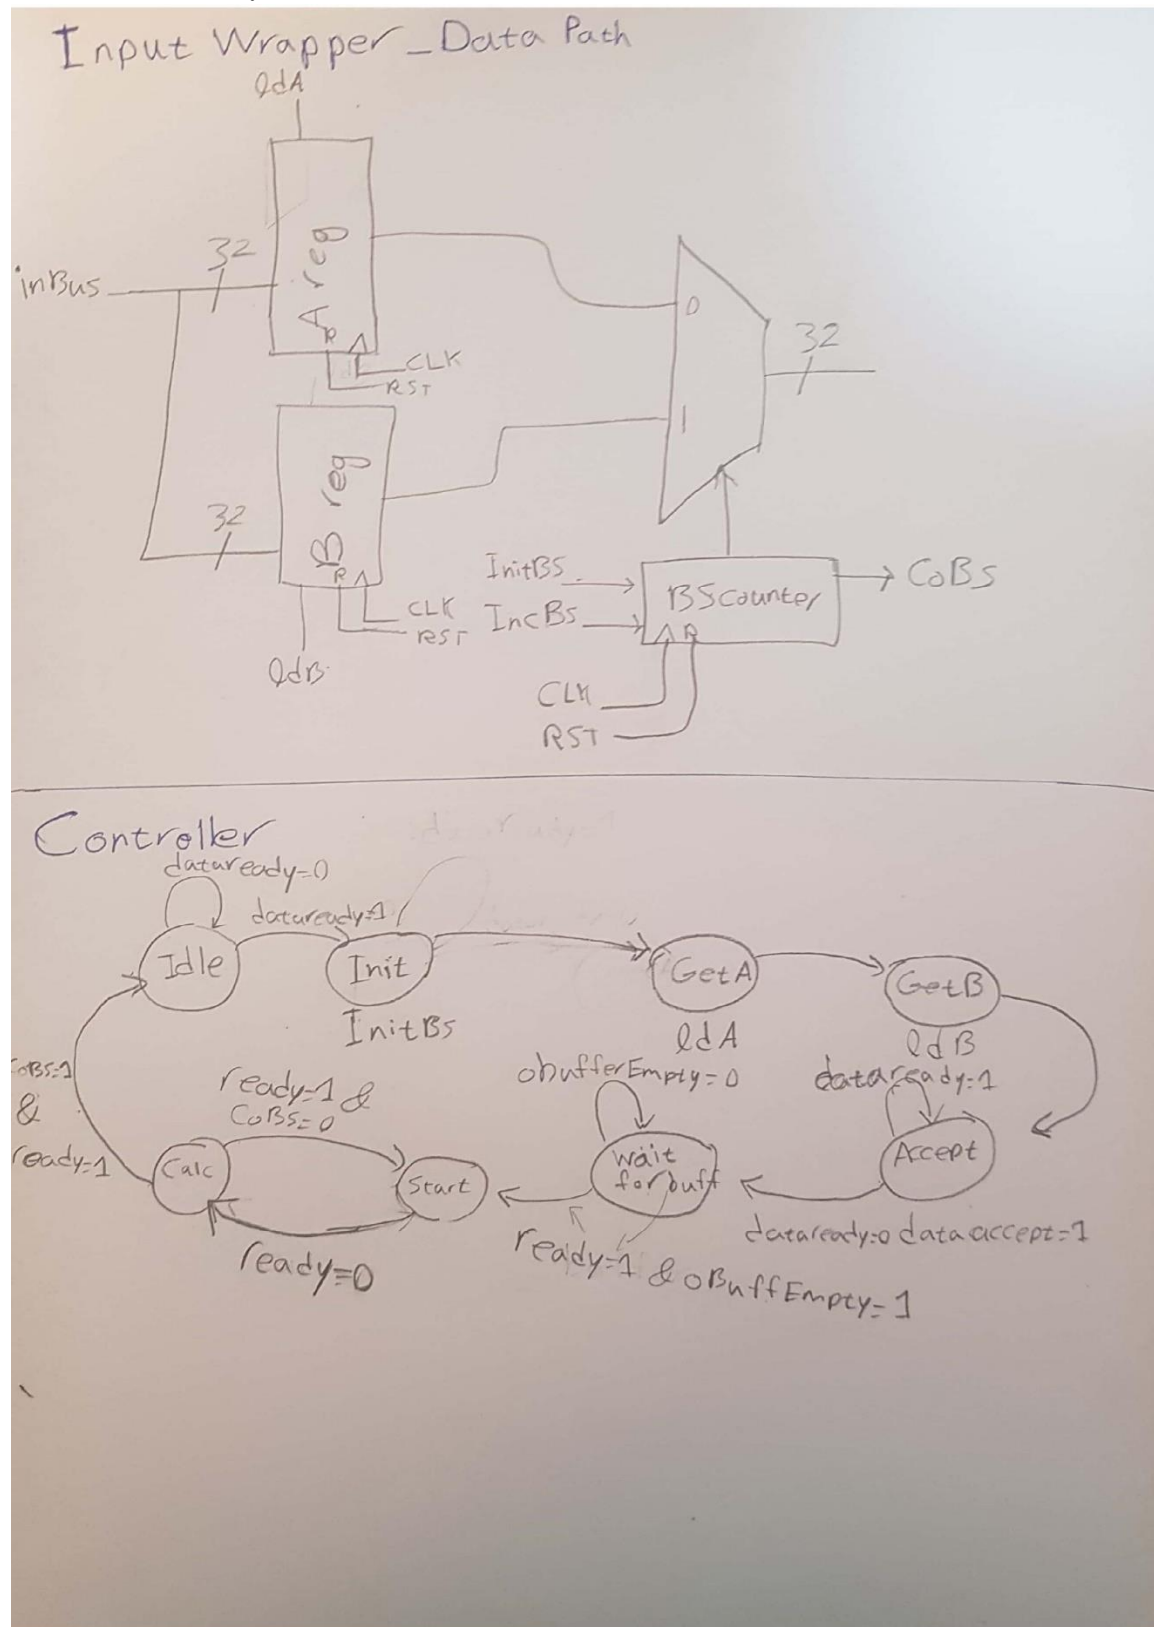 Input Wrapper_Data Path
ldA
32
A reg
inBus
0
32
R
CLK
RST
1
B reg
32
InitBS
CoBs
BScounter
IncBs
R
CLK
RST
R
ldB
CLK
RST
Controller
dataready=0
dataready=1
Idle
Init
GetA
GetB
InitBs
ldA
ldB
obufferEmpty=0
dataready=1
CoBS=1
&
ready=1
ready=1 &
CoBS=0
Calc
Start
wait
for buff
Accept
dataready=0 data accept=1
ready=0
ready=1 & oBuffEmpty=1